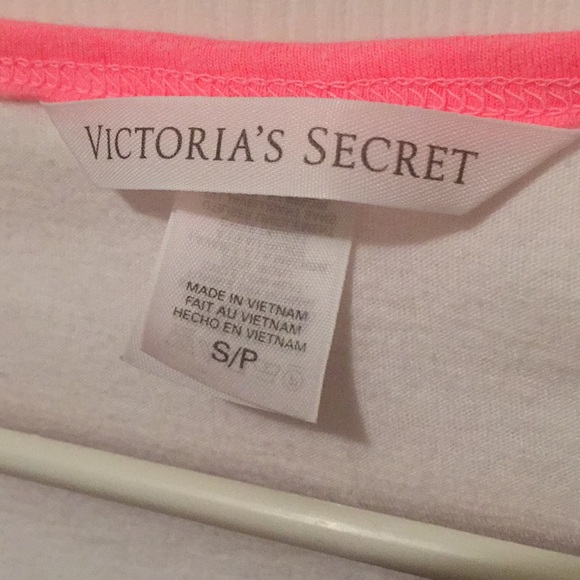 VICTORIA'S SECRET
MADE IN VIETNAM
FAIT AU VIETNAM
HECHO EN VIETNAM
S/P